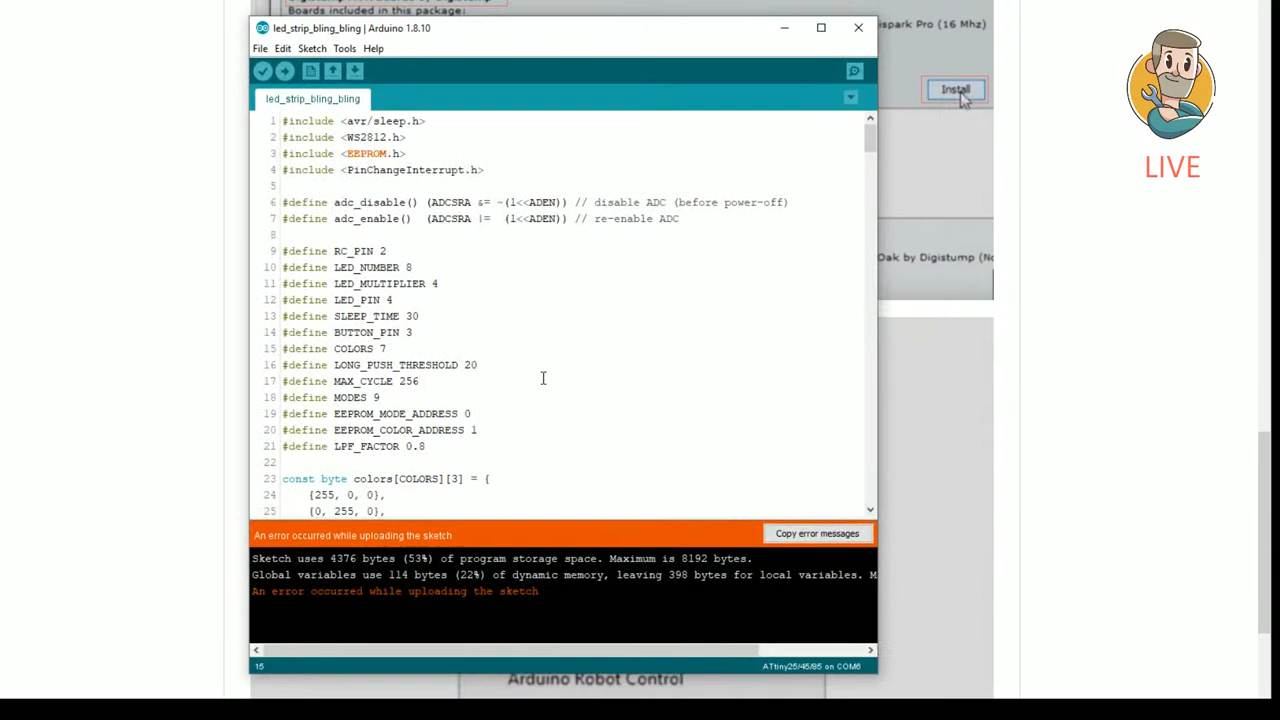 Digistump AVR Boards by Digistump
Boards included in this package:
ispark Pro (16 Mhz)
led_strip_bling_bling | Arduino 1.8.10
File Edit Sketch Tools Help
Install
led_strip_bling_bling
LIVE
1 #include <avr/sleep.h>
2 #include <WS2812.h>
3 #include <EEPROM.h>
4 #include <PinChangeInterrupt.h>
5
6 #define adc_disable() (ADCSRA &= ~(1<<ADEN)) // disable ADC (before power-off)
7 #define adc_enable()  (ADCSRA |=  (1<<ADEN)) // re-enable ADC
8
9 #define RC_PIN 2
10 #define LED_NUMBER 8
11 #define LED_MULTIPLIER 4
12 #define LED_PIN 4
13 #define SLEEP_TIME 30
14 #define BUTTON_PIN 3
15 #define COLORS 7
16 #define LONG_PUSH_THRESHOLD 20
17 #define MAX_CYCLE 256
18 #define MODES 9
19 #define EEPROM_MODE_ADDRESS 0
20 #define EEPROM_COLOR_ADDRESS 1
21 #define LPF_FACTOR 0.8
22
23 const byte colors[COLORS][3] = {
24 {255, 0, 0},
25 {0, 255, 0},
Oak by Digistump (No
An error occurred while uploading the sketch
Copy error messages
Sketch uses 4376 bytes (53%) of program storage space. Maximum is 8192 bytes.
Global variables use 114 bytes (22%) of dynamic memory, leaving 398 bytes for local variables. M
An error occurred while uploading the sketch
15
ATtiny25/45/85 on COM6
Arduino Robot Control